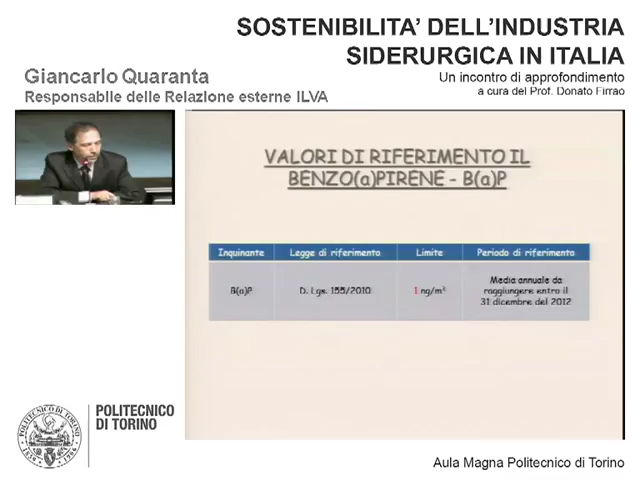 SOSTENIBILITA' DELL'INDUSTRIA
SIDERURGICA IN ITALIA
Un incontro di approfondimento
a cura del Prof. Donato Firrao
Giancarlo Quaranta
Responsabile delle Relazione esterne ILVA
VALORI DI RIFERIMENTO IL
BENZO(a)PIRENE - B(a)P
Inquinante Legge di riferimento Limite Periodo di riferimento
B(a)P D. Lgs. 155/2010 1 ng/m³ Media annuale da
raggiungere entro il
31 dicembre del 2012
POLITECNICO
DI TORINO
POLITECNICO DI TORINO
Aula Magna Politecnico di Torino